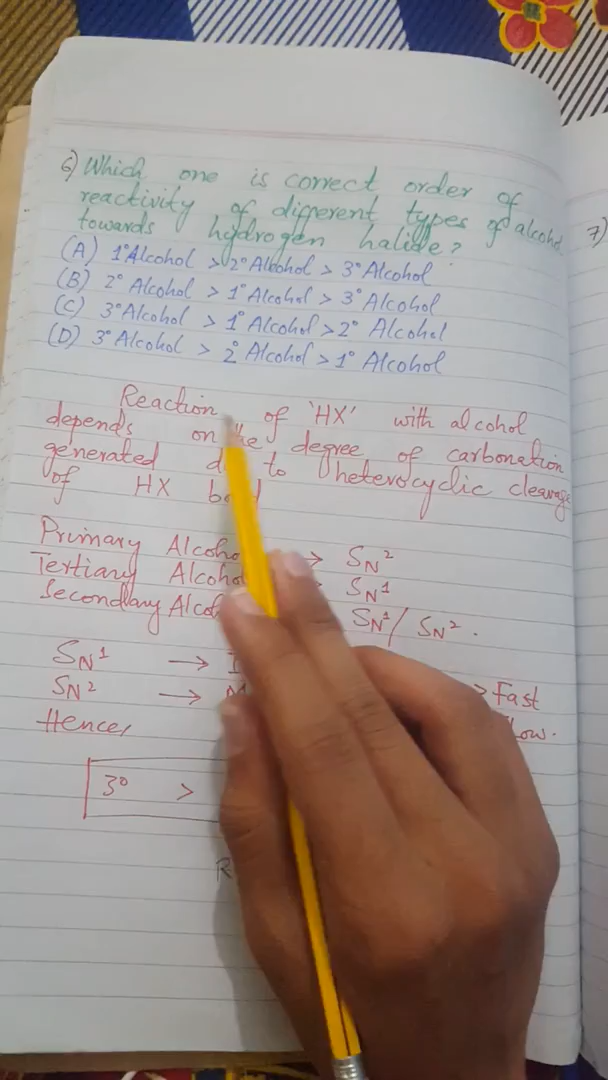 6) Which one is correct order of
reactivity of different types of alcohol
towards hydrogen halide?
7)
(A) 1° Alcohol > 2° Alcohol > 3° Alcohol
(B) 2° Alcohol > 1° Alcohol > 3° Alcohol
(C) 3° Alcohol > 1° Alcohol > 2° Alcohol
(D) 3° Alcohol > 2° Alcohol > 1° Alcohol
Reaction of 'HX' with alcohol
depends on the degree of carbonation
generated to heterocyclic cleavage
of HX
Primary Alcoho > SN²
Tertiary Alcohol SN¹
Secondary Alco SN¹/ SN².
SN¹ →
SN² → > Fast
Hence, low.
3° >
R